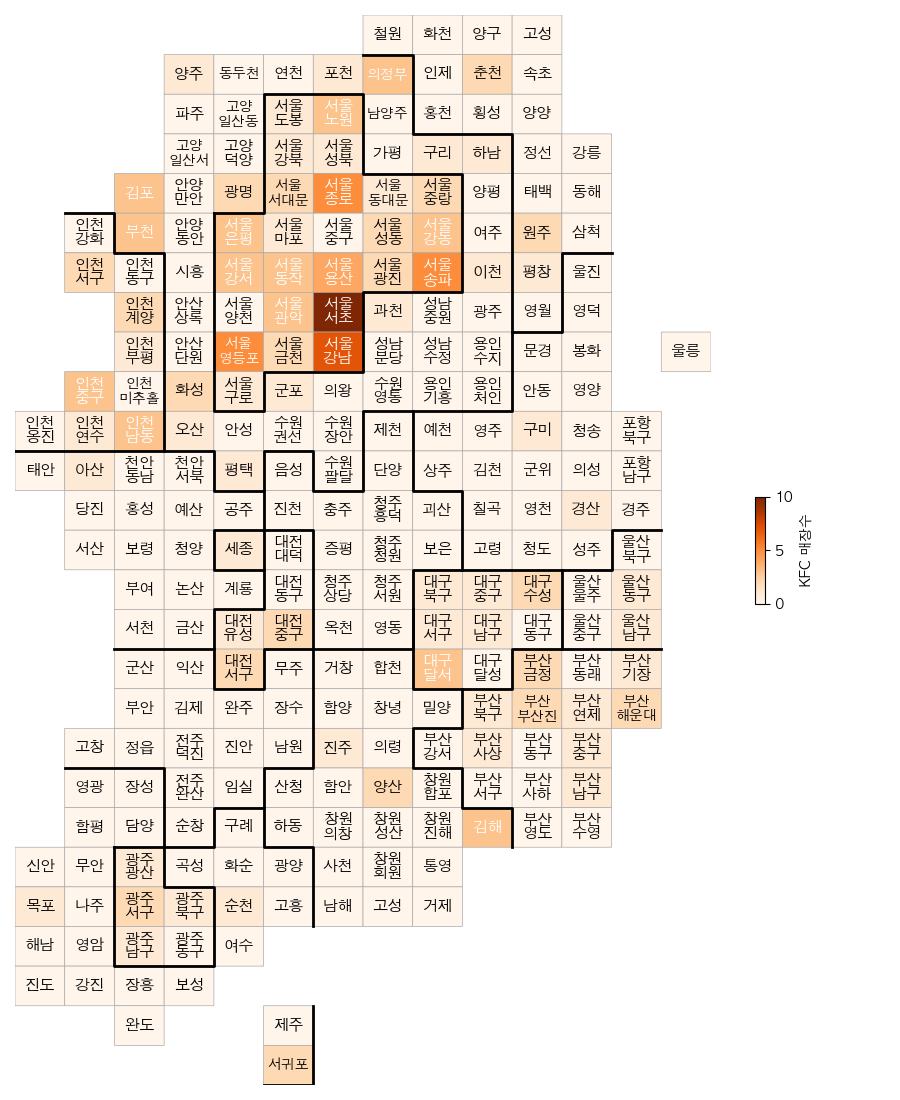 철원 화천 양구 고성
양주 동두천 연천 포천 의정부 인제 춘천 속초
파주 고양 일산동 서울 도봉 서울 노원 남양주 홍천 횡성 양양
고양 일산서 고양 덕양 서울 강북 서울 성북 가평 구리 하남 정선 강릉
김포 안양 만안 광명 서울 서대문 서울 종로 서울 동대문 서울 중랑 양평 태백 동해
인천 강화 부천 안양 동안 서울 은평 서울 마포 서울 중구 서울 성동 서울 강동 여주 원주 삼척
인천 서구 인천 동구 시흥 서울 강서 서울 동작 서울 용산 서울 광진 서울 송파 이천 평창 울진
인천 계양 안산 상록 서울 양천 서울 관악 서울 서초 과천 성남 중원 광주 영월 영덕
인천 부평 안산 단원 서울 영등포 서울 금천 서울 강남 성남 분당 성남 수정 용인 수지 문경 봉화 울릉
인천 중구 인천 미추홀 화성 서울 구로 군포 의왕 수원 영통 용인 기흥 용인 처인 안동 영양
인천 옹진 인천 연수 인천 남동 오산 안성 수원 권선 수원 장안 제천 예천 영주 구미 청송 포항 북구
태안 아산 천안 동남 천안 서북 평택 음성 수원 팔달 단양 상주 김천 군위 의성 포항 남구
당진 홍성 예산 공주 진천 충주 청주 흥덕 괴산 칠곡 영천 경산 경주
서산 보령 청양 세종 대전 대덕 증평 청주 청원 보은 고령 청도 성주 울산 북구
부여 논산 계룡 대전 동구 청주 상당 청주 서원 대구 북구 대구 중구 대구 수성 울산 울주 울산 동구
서천 금산 대전 유성 대전 중구 옥천 영동 대구 서구 대구 남구 대구 동구 울산 중구 울산 남구
군산 익산 대전 서구 무주 거창 합천 대구 달서 대구 달성 부산 금정 부산 동래 부산 기장
부안 김제 완주 장수 함양 창녕 밀양 부산 북구 부산 부산진 부산 연제 부산 해운대
고창 정읍 전주 덕진 진안 남원 진주 의령 부산 강서 부산 사상 부산 동구 부산 중구
영광 장성 전주 완산 임실 산청 함안 양산 창원 합포 부산 서구 부산 사하 부산 남구
함평 담양 순창 구례 하동 창원 의창 창원 성산 창원 진해 김해 부산 영도 부산 수영
신안 무안 광주 광산 곡성 화순 광양 사천 창원 회원 통영
목포 나주 광주 서구 광주 북구 순천 고흥 남해 고성 거제
해남 영암 광주 남구 광주 동구 여수
진도 강진 장흥 보성
완도 제주
서귀포
10
5
0
KFC 매장수